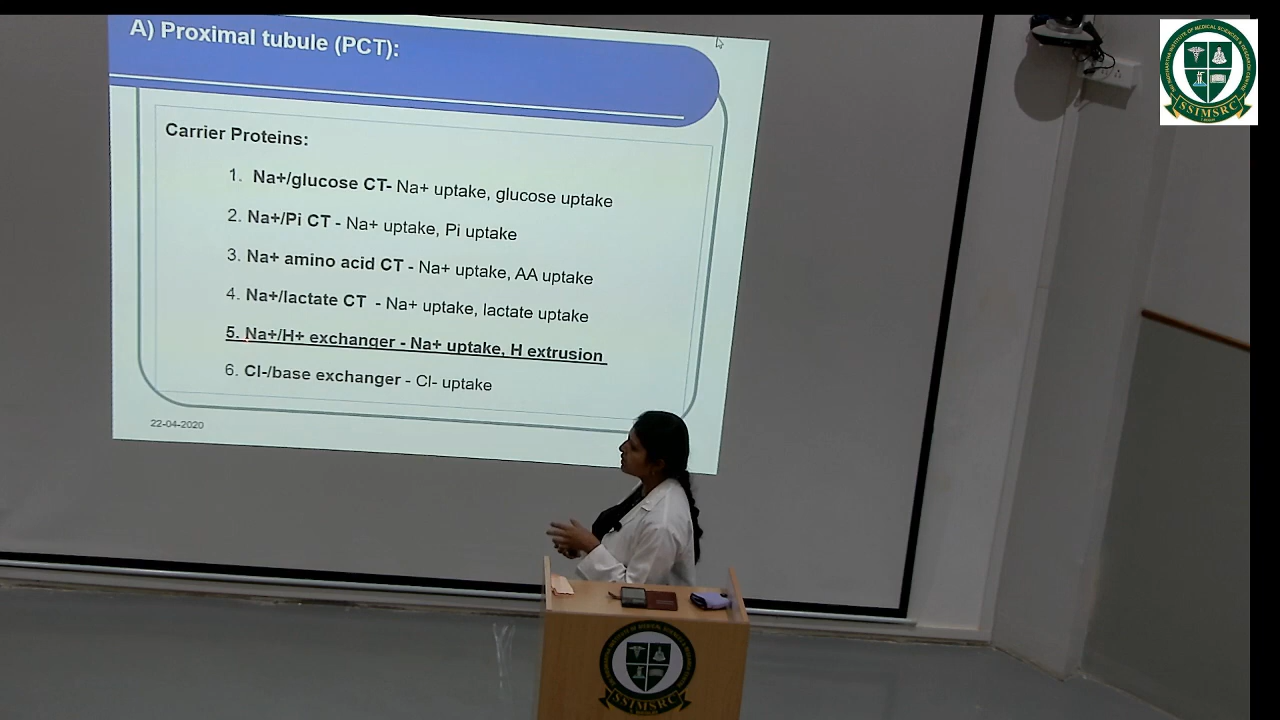 A) Proximal tubule (PCT):
Carrier Proteins:
1. Na+/glucose CT- Na+ uptake, glucose uptake
2. Na+/Pi CT - Na+ uptake, Pi uptake
3. Na+ amino acid CT - Na+ uptake, AA uptake
4. Na+/lactate CT - Na+ uptake, lactate uptake
5. Na+/H+ exchanger - Na+ uptake, H extrusion
6. Cl-/base exchanger - Cl- uptake
22-04-2020
SSIMSRC
SSIMSRC